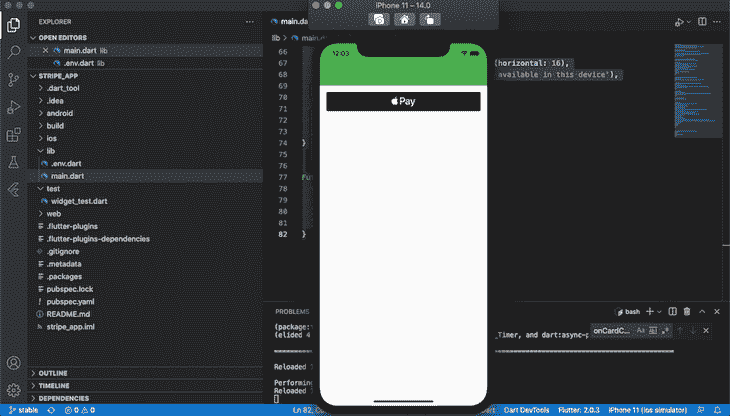 EXPLORER
OPEN EDITORS
main.dart lib
.env.dart lib
STRIPE_APP
.dart_tool
.idea
android
build
ios
lib
.env.dart
main.dart
test
widget_test.dart
web
.flutter-plugins
.flutter-plugins-dependencies
.gitignore
.metadata
.packages
pubspec.lock
pubspec.yaml
README.md
stripe_app.iml
OUTLINE
TIMELINE
DEPENDENCIES
main.da
lib > main.
66
67 (horizontal: 16),
68 available in this device'),
69
70
71
72
73
74 }
75
76
77 Fu
78
79
80
81
82 }
iPhone 11 – 14.0
12:03
Pay
PROBLEMS
bash
(package:
(elided 4 _Timer, and dart:async-p
onCardC...
Aa
Reloaded 1
Performing
Reloaded 1
stable 0 0 Ln 82, Co Dart DevTools Flutter: 2.0.3 iPhone 11 (ios simulator)